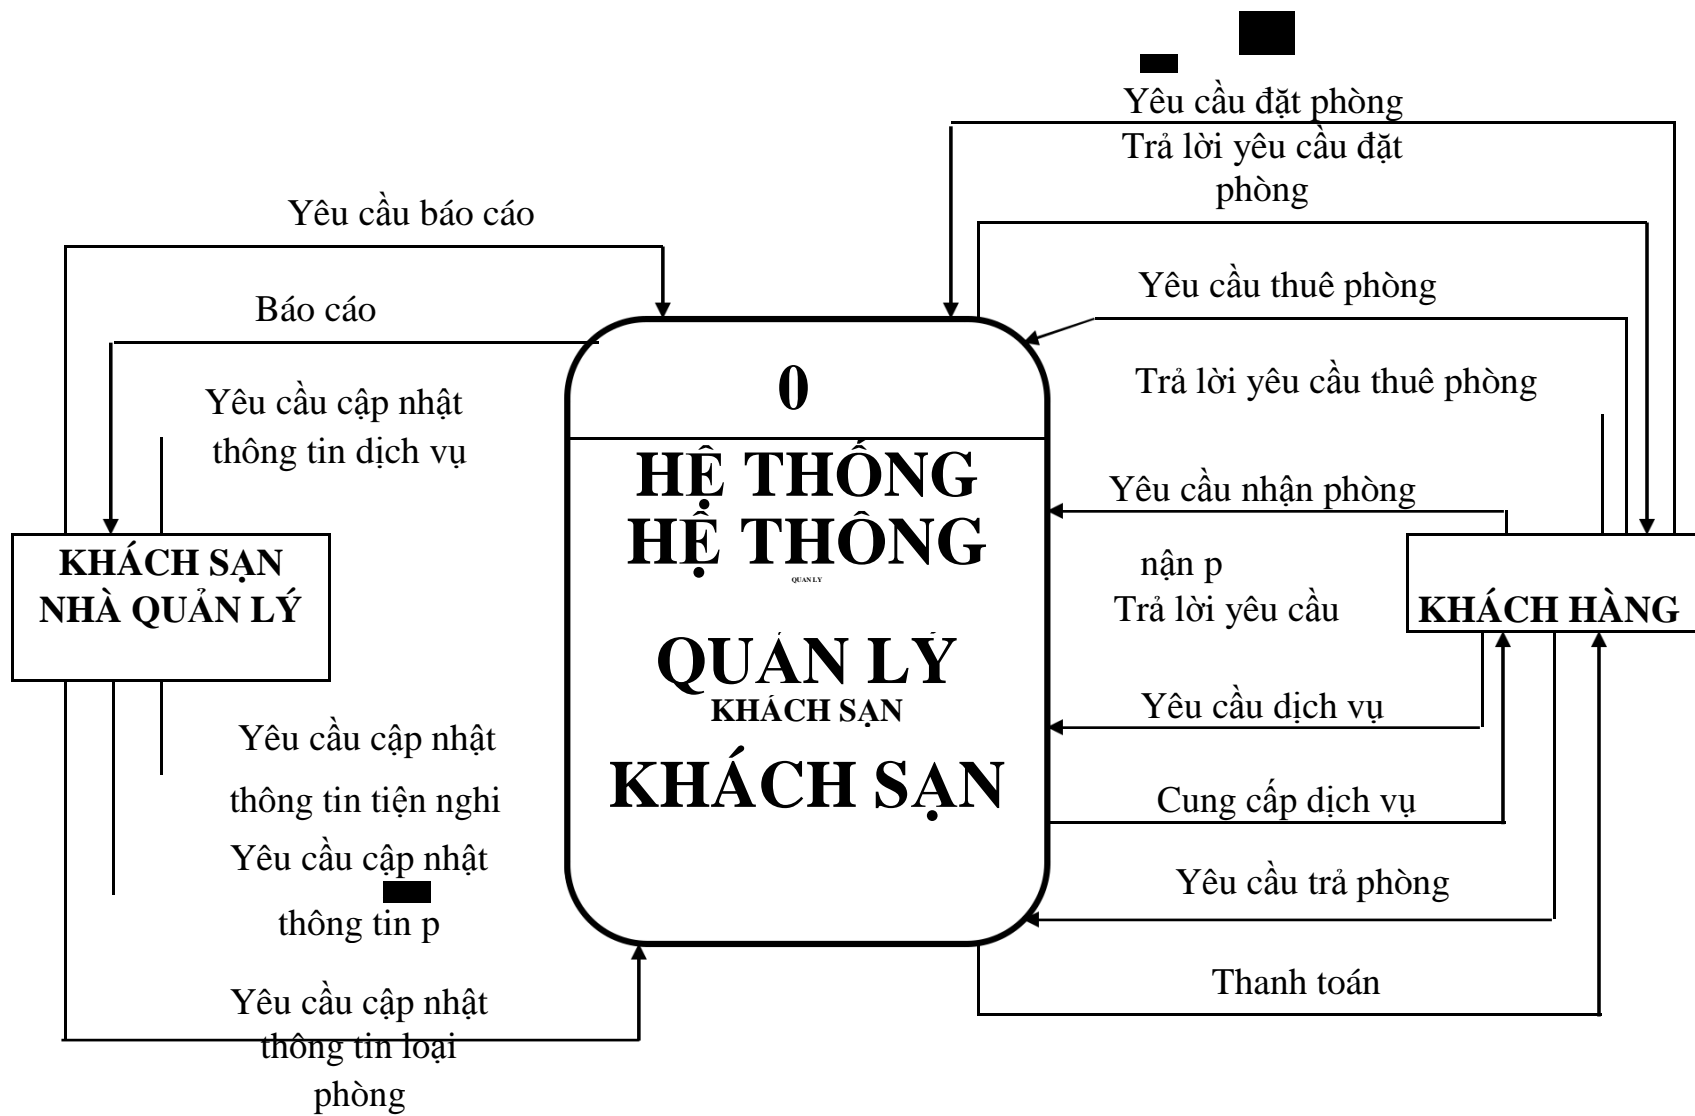 Yêu cầu đặt phòng
Trả lời yêu cầu đặt
phòng
Yêu cầu báo cáo
Báo cáo
Yêu cầu cập nhật
thông tin dịch vụ
KHÁCH SẠN
NHÀ QUẢN LÝ
Yêu cầu cập nhật
thông tin tiện nghi
Yêu cầu cập nhật
thông tin p
Yêu cầu cập nhật
thông tin loại
phòng
0
HỆ THỐNG
HỆ THÔNG
QUAN LY
QUẢN LÝ
KHÁCH SẠN
KHÁCH SẠN
Yêu cầu thuê phòng
Trả lời yêu cầu thuê phòng
Yêu cầu nhận phòng
nận p
Trả lời yêu cầu
Yêu cầu dịch vụ
Cung cấp dịch vụ
Yêu cầu trả phòng
Thanh toán
KHÁCH HÀNG